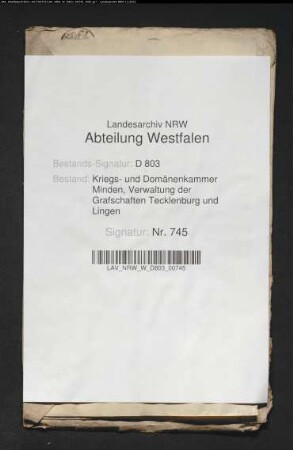 Landesarchiv NRW
Abteilung Westfalen
Bestands-Signatur: D 803
Bestand: Kriegs- und Domänenkammer
Minden, Verwaltung der
Grafschaften Tecklenburg und
Lingen
Signatur: Nr. 745
LAV_NRW_W_D803_00745